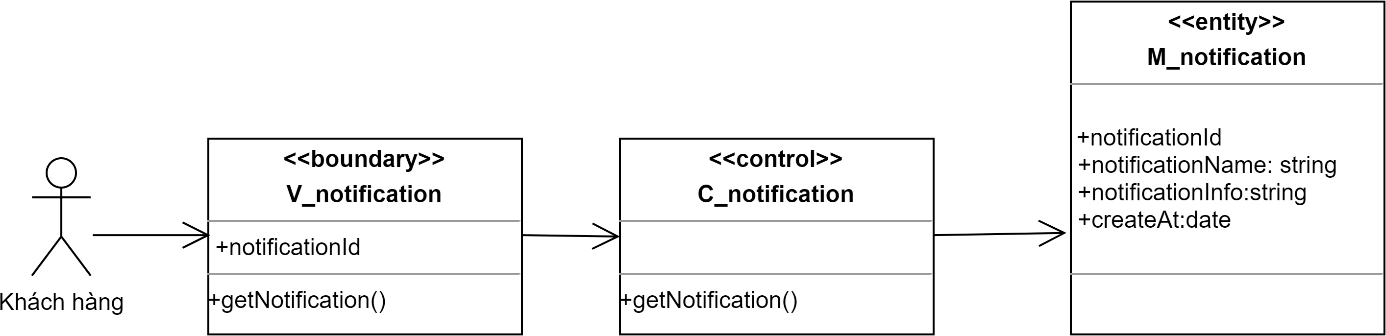 Khách hàng
<<boundary>>
V_notification
+notificationId
+getNotification()
<<control>>
C_notification
+getNotification()
<<entity>>
M_notification
+notificationId
+notificationName: string
+notificationInfo:string
+createAt:date